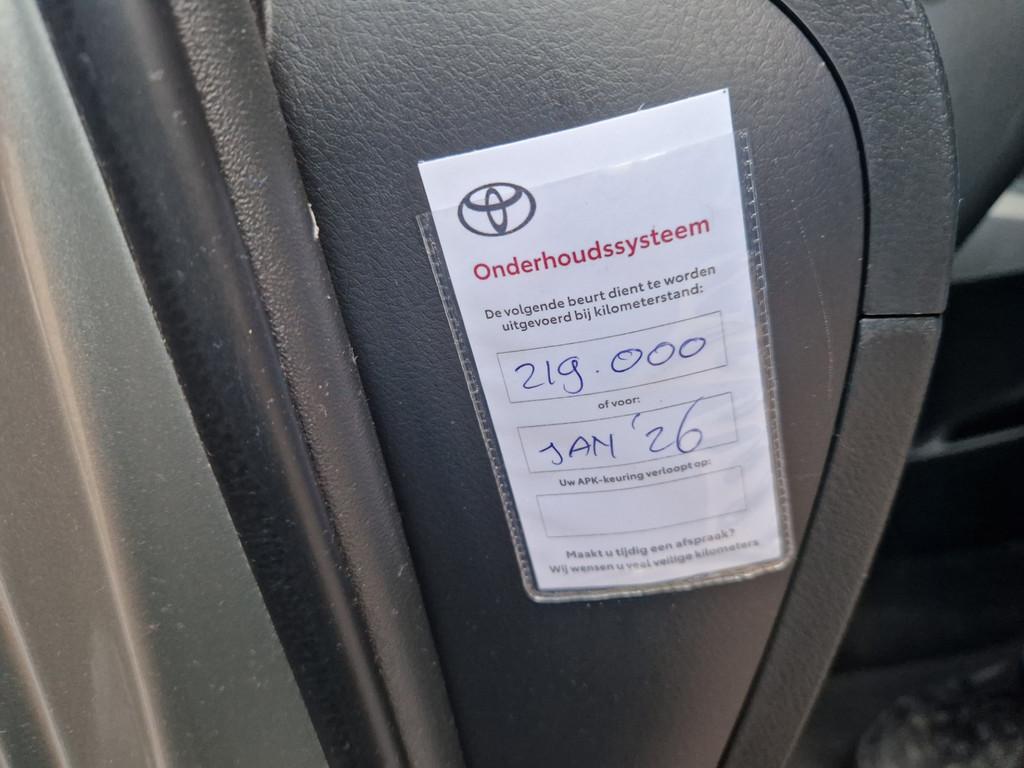 Onderhoudssysteem
De volgende beurt dient te worden
uitgevoerd bij kilometerstand:
219.000
of voor:
JAN '26
Uw APK-keuring verloopt op:
Maakt u tijdig een afspraak?
Wij wensen u veel veilige kilometers